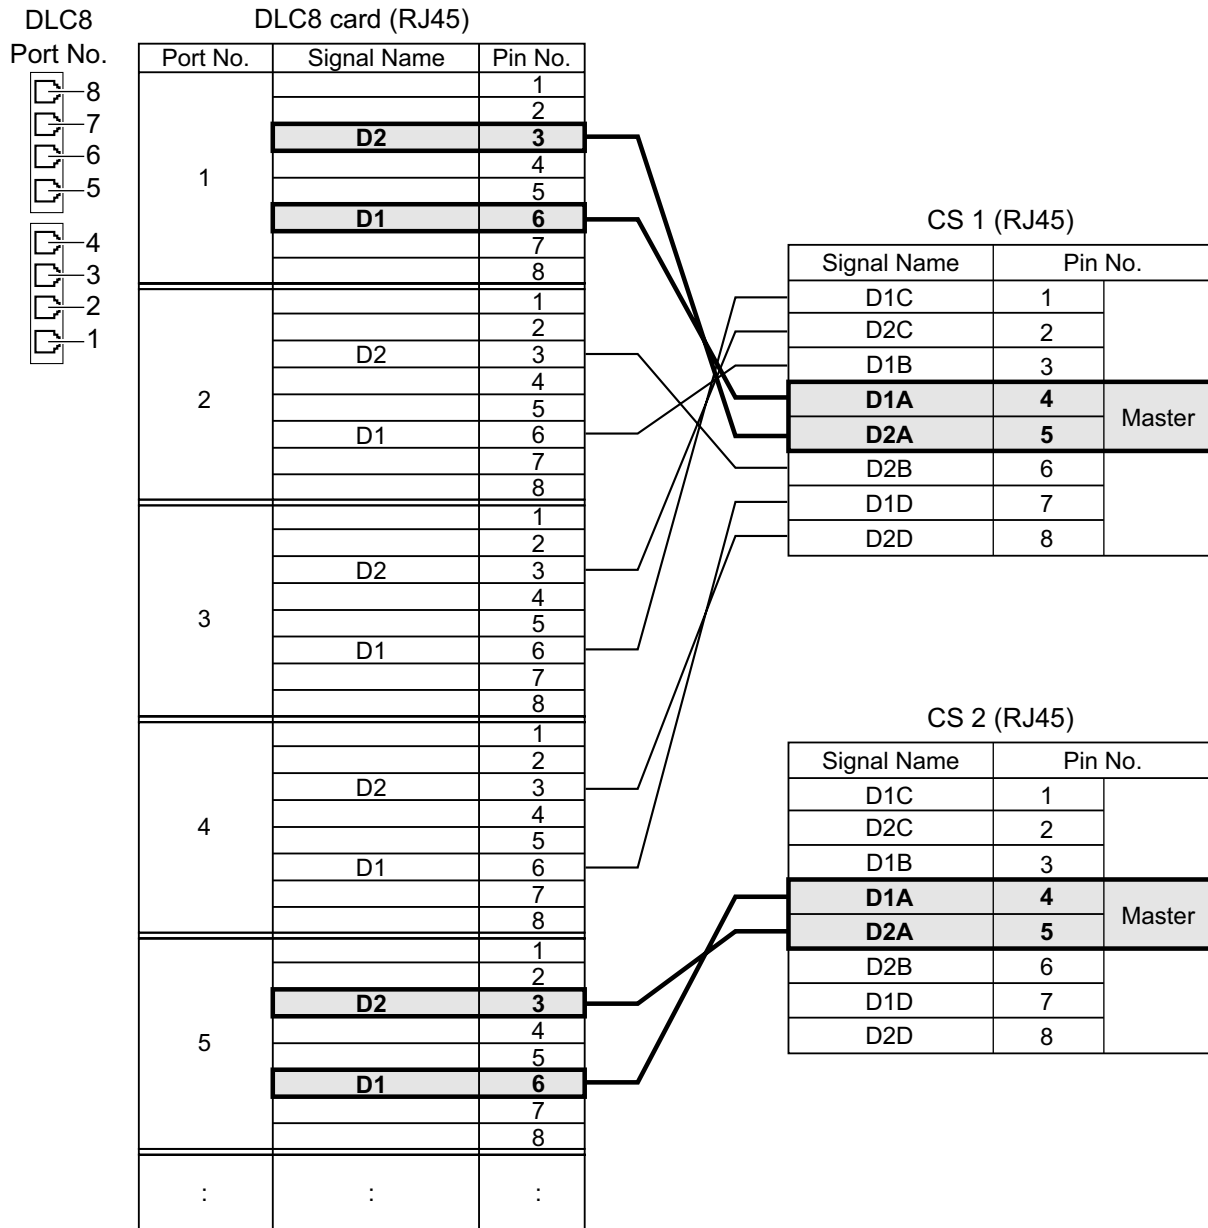 DLC8
Port No.
8
7
6
5
4
3
2
1
DLC8 card (RJ45)
Port No. Signal Name Pin No.
1
1
2
D2 3
4
5
D1 6
7
8
2
1
2
D2 3
4
5
D1 6
7
8
3
1
2
D2 3
4
5
D1 6
7
8
4
1
2
D2 3
4
5
D1 6
7
8
5
1
2
D2 3
4
5
D1 6
7
8
: : :
CS 1 (RJ45)
Signal Name Pin No.
D1C 1
D2C 2
D1B 3
D1A 4
D2A 5
Master
D2B 6
D1D 7
D2D 8
CS 2 (RJ45)
Signal Name Pin No.
D1C 1
D2C 2
D1B 3
D1A 4
D2A 5
Master
D2B 6
D1D 7
D2D 8